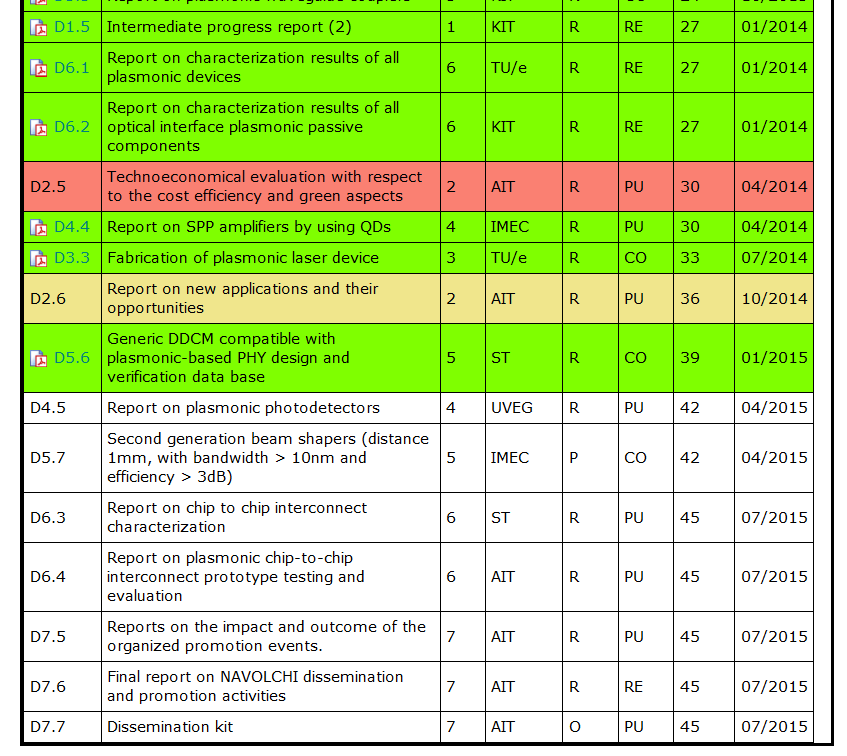 D1.5 Intermediate progress report (2) 1 KIT R RE 27 01/2014
Report on characterization results of all
D6.1 6 TU/e R RE 27 01/2014
plasmonic devices
Report on characterization results of all
D6.2 optical interface plasmonic passive 6 KIT R RE 27 01/2014
components
Technoeconomical evaluation with respect
D2.5 2 AIT R PU 30 04/2014
to the cost efficiency and green aspects
D4.4 Report on SPP amplifiers by using QDs 4 IMEC R PU 30 04/2014
D3.3 Fabrication of plasmonic laser device 3 TU/e R CO 33 07/2014
Report on new applications and their
D2.6 2 AIT R PU 36 10/2014
opportunities
Generic DDCM compatible with
D5.6 plasmonic-based PHY design and 5 ST R CO 39 01/2015
verification data base
D4.5 Report on plasmonic photodetectors 4 UVEG R PU 42 04/2015
Second generation beam shapers (distance
D5.7 1mm, with bandwidth > 10nm and 5 IMEC P CO 42 04/2015
efficiency > 3dB)
Report on chip to chip interconnect
D6.3 6 ST R PU 45 07/2015
characterization
Report on plasmonic chip-to-chip
D6.4 interconnect prototype testing and 6 AIT R PU 45 07/2015
evaluation
Reports on the impact and outcome of the
D7.5 7 AIT R PU 45 07/2015
organized promotion events.
Final report on NAVOLCHI dissemination
D7.6 7 AIT R RE 45 07/2015
and promotion activities
D7.7 Dissemination kit 7 AIT O PU 45 07/2015